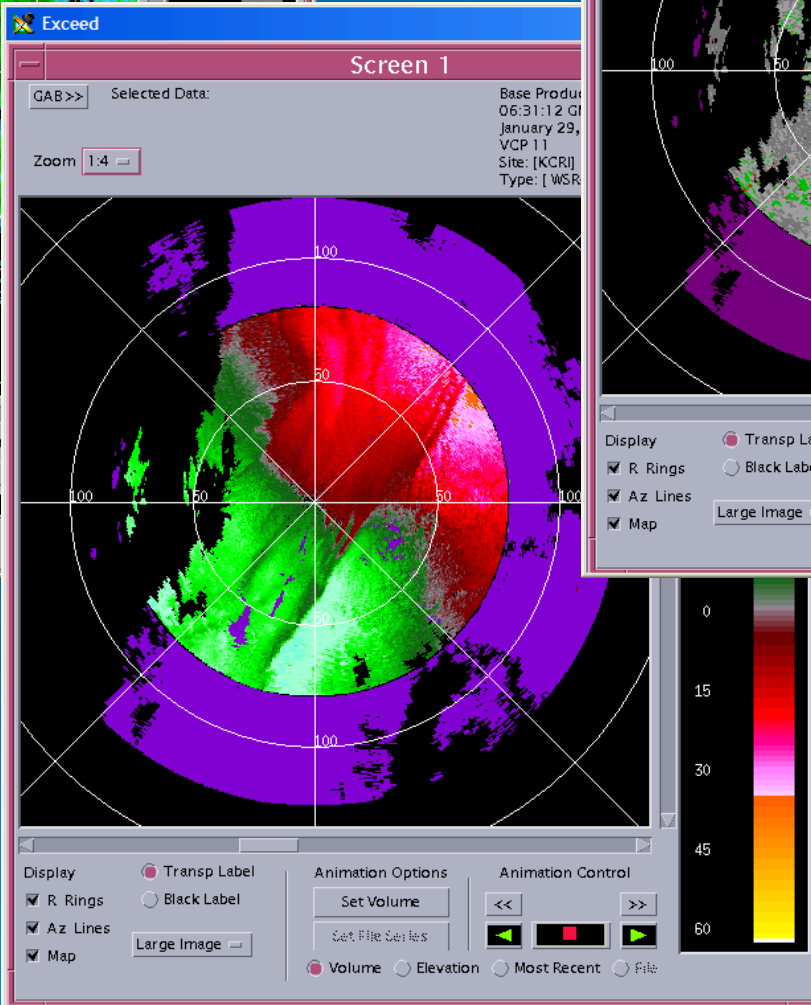 Exceed
Screen 1
GAB>>
Selected Data:
Base Produ
06:31:12 G
January 29,
VCP 11
Site: [KCRI]
Type: [ WSR
Zoom
1:4
100
50
100
50
50
100
50
100
100
50
Display
Transp La
R Rings
Black Labe
Az Lines
Large Image
Map
0
15
30
45
60
Display
Transp Label
R Rings
Black Label
Az Lines
Large Image
Map
Animation Options
Set Volume
Set File Series
Animation Control
<<
>>
Volume
Elevation
Most Recent
File